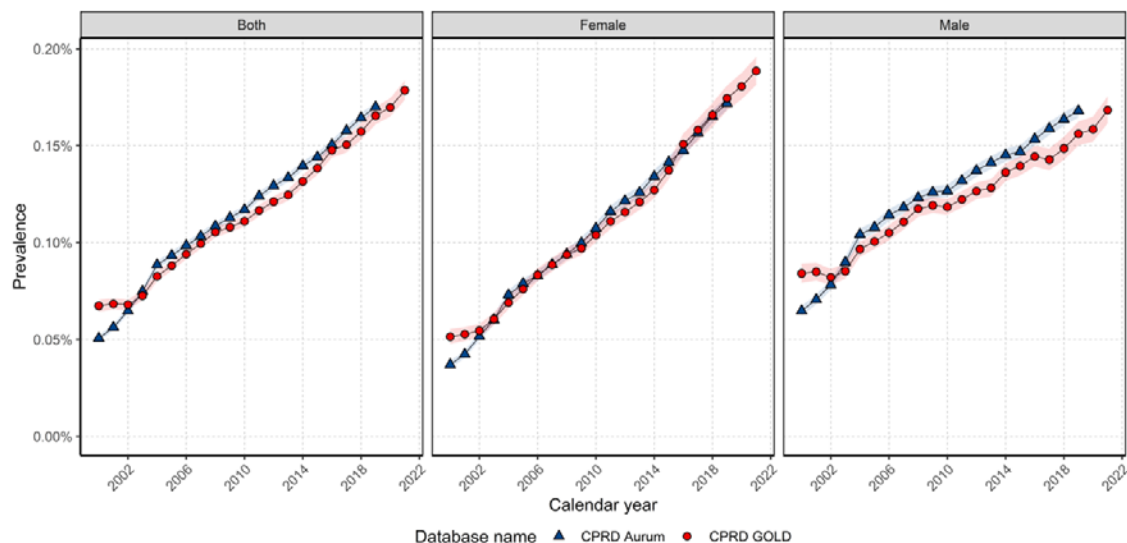 Both Female Male
0.20%
0.15%
0.10%
0.05%
0.00%
Prevalence
2002 2006 2010 2014 2018 2022 2002 2006 2010 2014 2018 2022 2002 2006 2010 2014 2018 2022
Calendar year
Database name CPRD Aurum CPRD GOLD